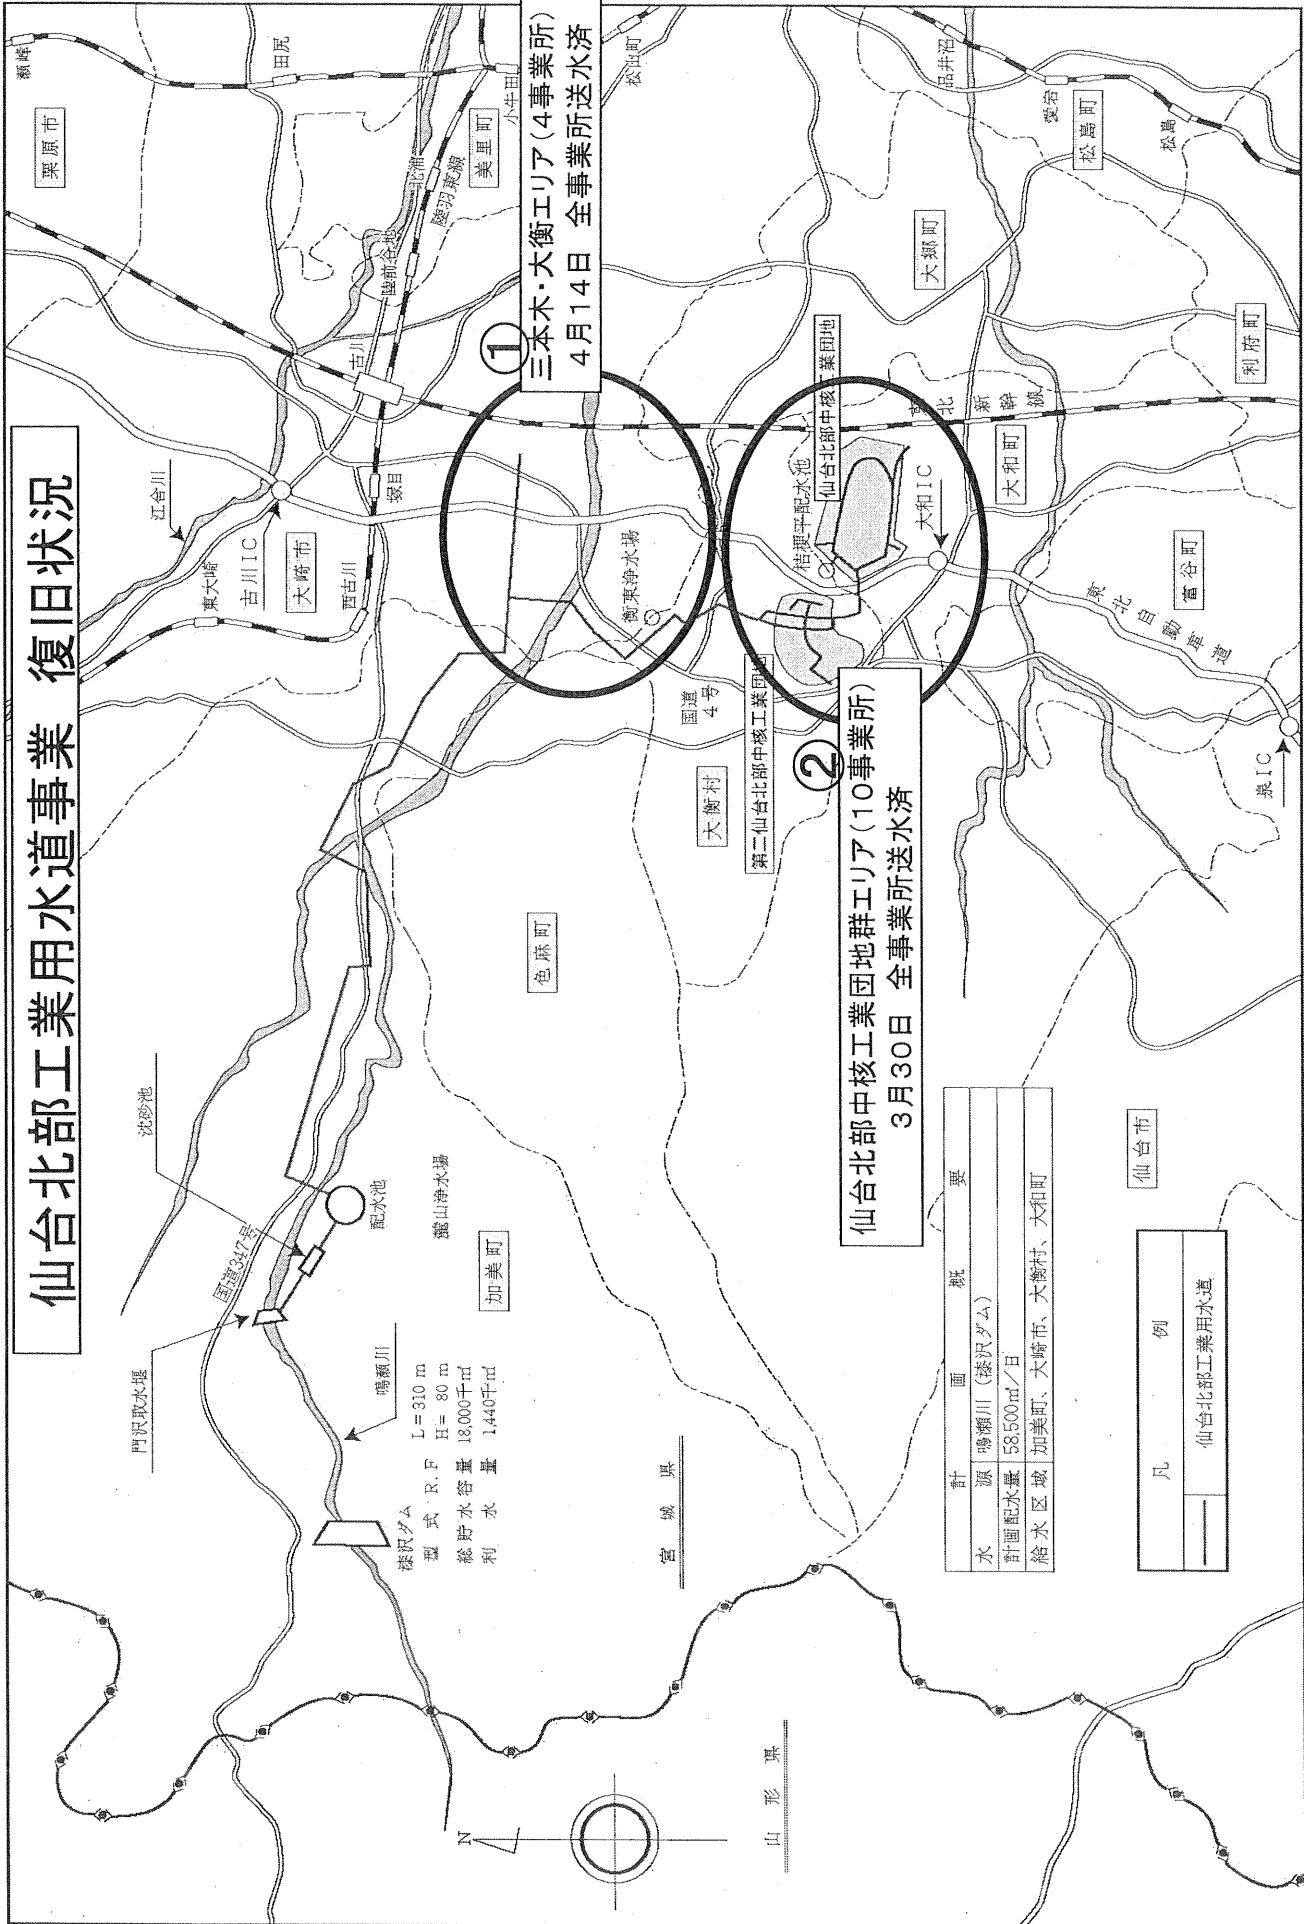 仙台北部工業用水道事業 復旧状況
瀬峰
田尻
栗原市
小牛田
美里町
北浦
陸羽東線
陸前谷地
古川
江合川
東大崎
古川IC
大崎市
西古川
塚目
①
三本木・大衡エリア(4事業所)
4月14日 全事業所送水済
松山町
品井沼
愛宕
松島町
松島
大郷町
利府町
東北新幹線
大和町
仙台北部中核工業団地
桔梗平配水池
大和IC
衡東浄水場
国道
4号
第二仙台北部中核工業団地
大衡村
富谷町
東北自動車道
泉IC
②
仙台北部中核工業団地群エリア(10事業所)
3月30日 全事業所送水済
色麻町
沈砂池
門沢取水堰
国道347号
配水池
麓山浄水場
加美町
鳴瀬川
漆沢ダム
型式 R.F L=310m
H= 80m
総貯水容量 18,000千㎥
利水量 1,440千㎥
宮城県
山形県
N
仙台市
計画概要
水源 鳴瀬川(漆沢ダム)
計画配水量 58,500㎥/日
給水区域 加美町、大崎市、大衡村、大和町
凡例
仙台北部工業用水道